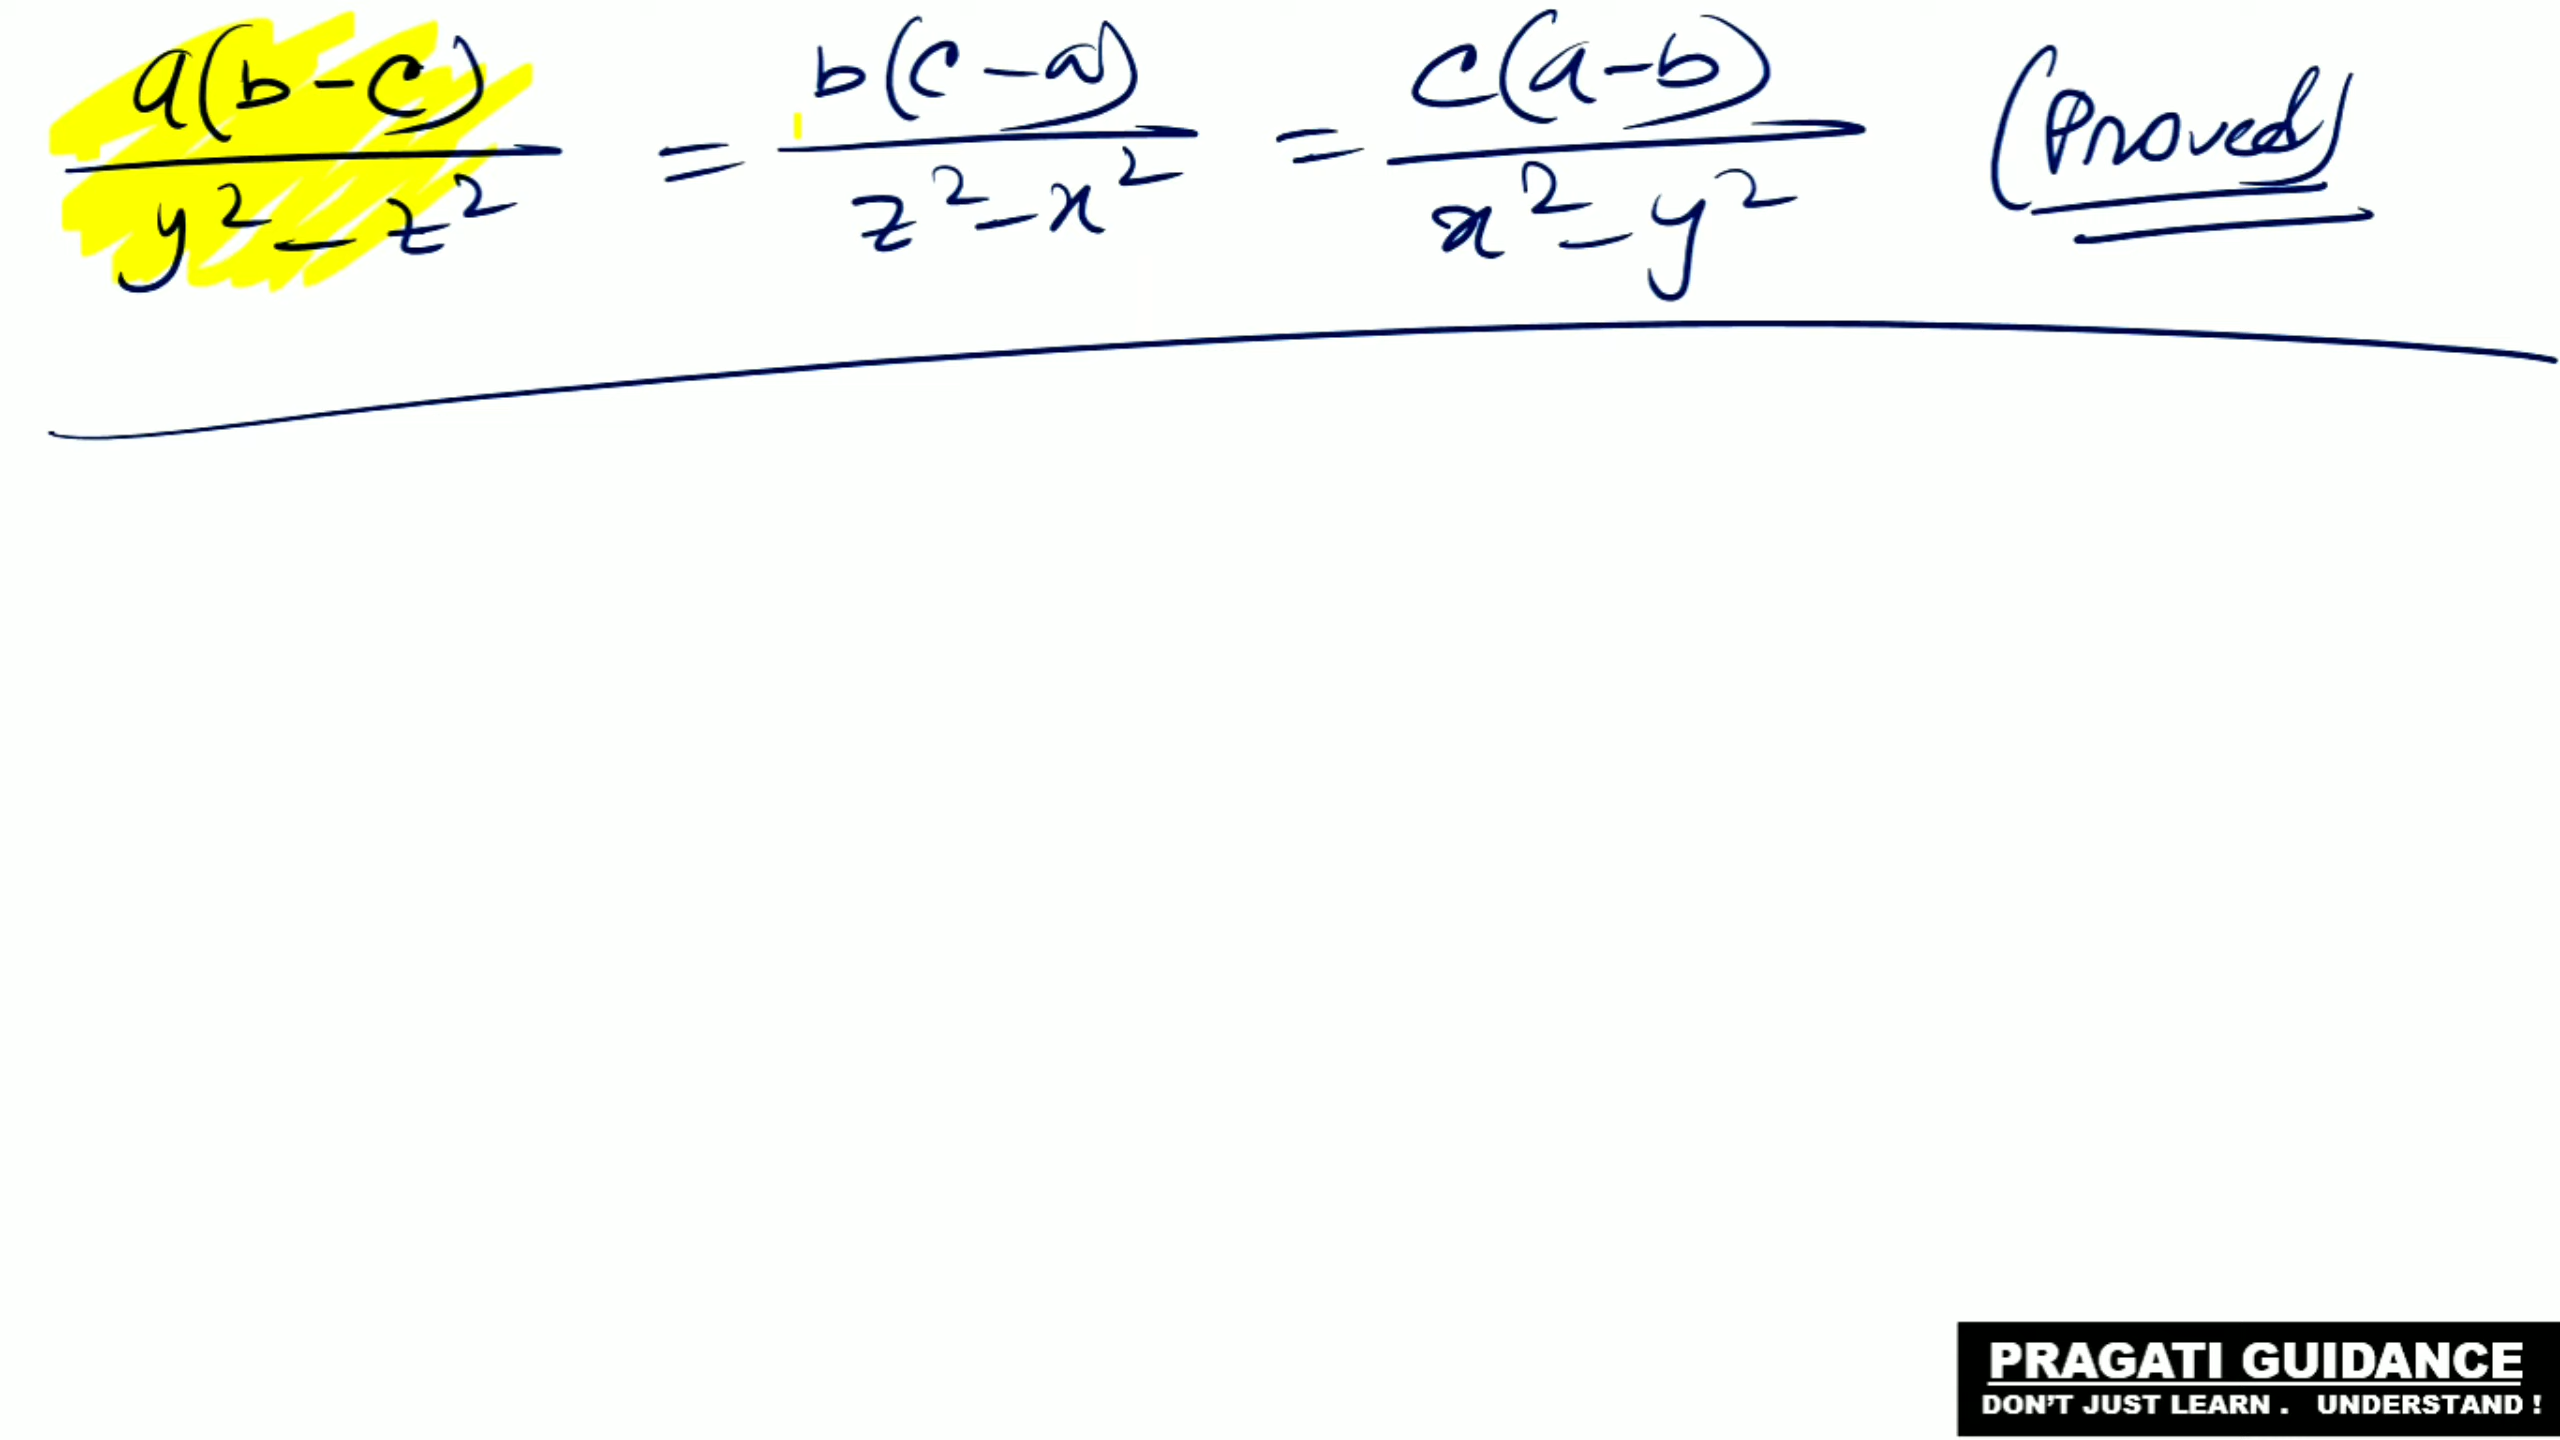 a(b-c)/(y²-z²) = b(c-a)/(z²-x²) = c(a-b)/(x²-y²) (Proved)
PRAGATI GUIDANCE
DON'T JUST LEARN . UNDERSTAND !